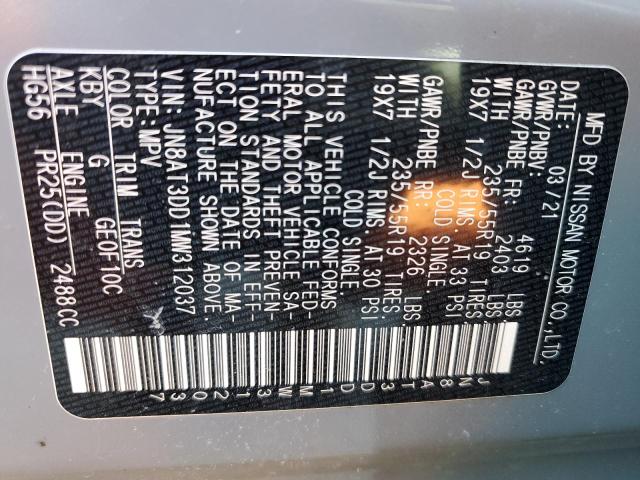 MFD BY NISSAN MOTOR CO.,LTD.
DATE: 03/21
GVWR/PNBV: 4619 LBS
GAWR/PNBE FR: 2403 LBS
WITH 235/55R19 TIRES
19X7 1/2J RIMS. AT 33 PSI
COLD SINGLE
GAWR/PNBE RR: 2326 LBS.
WITH 235/55R19 TIRES
19X7 1/2J RIMS. AT 30 PSI
COLD SINGLE
THIS VEHICLE CONFORMS
TO ALL APPLICABLE FED-
ERAL MOTOR VEHICLE SA-
FETY AND THEFT PREVEN-
TION STANDARDS IN EFF-
ECT ON THE DATE OF MA-
NUFACTURE SHOWN ABOVE
VIN:JN8AT3DD1MW312037
TYPE:MPV
COLOR TRIM TRANS
KBY G GEOF10C
AXLE ENGINE
HG56 PR25(DD) 2488CC
JN8AT3DD1MW312037